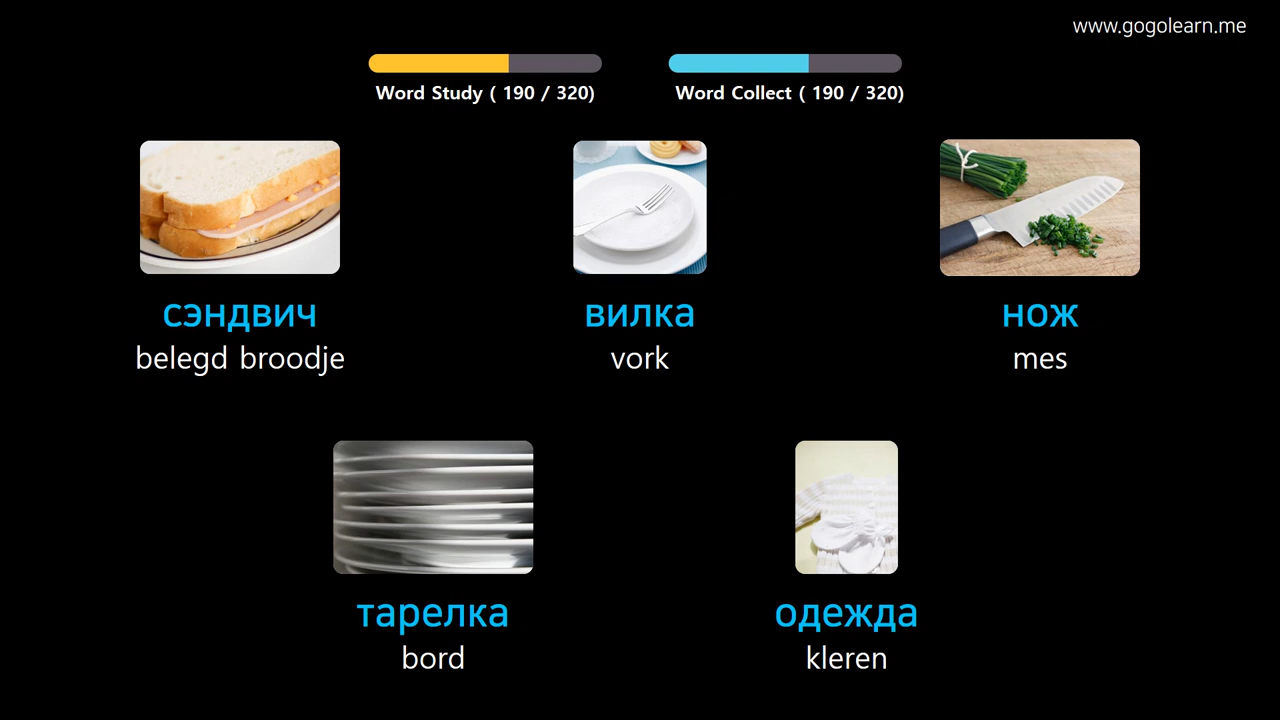 www.gogolearn.me
Word Study ( 190 / 320)
Word Collect ( 190 / 320)
сэндвич
belegd broodje
вилка
vork
нож
mes
тарелка
bord
одежда
kleren